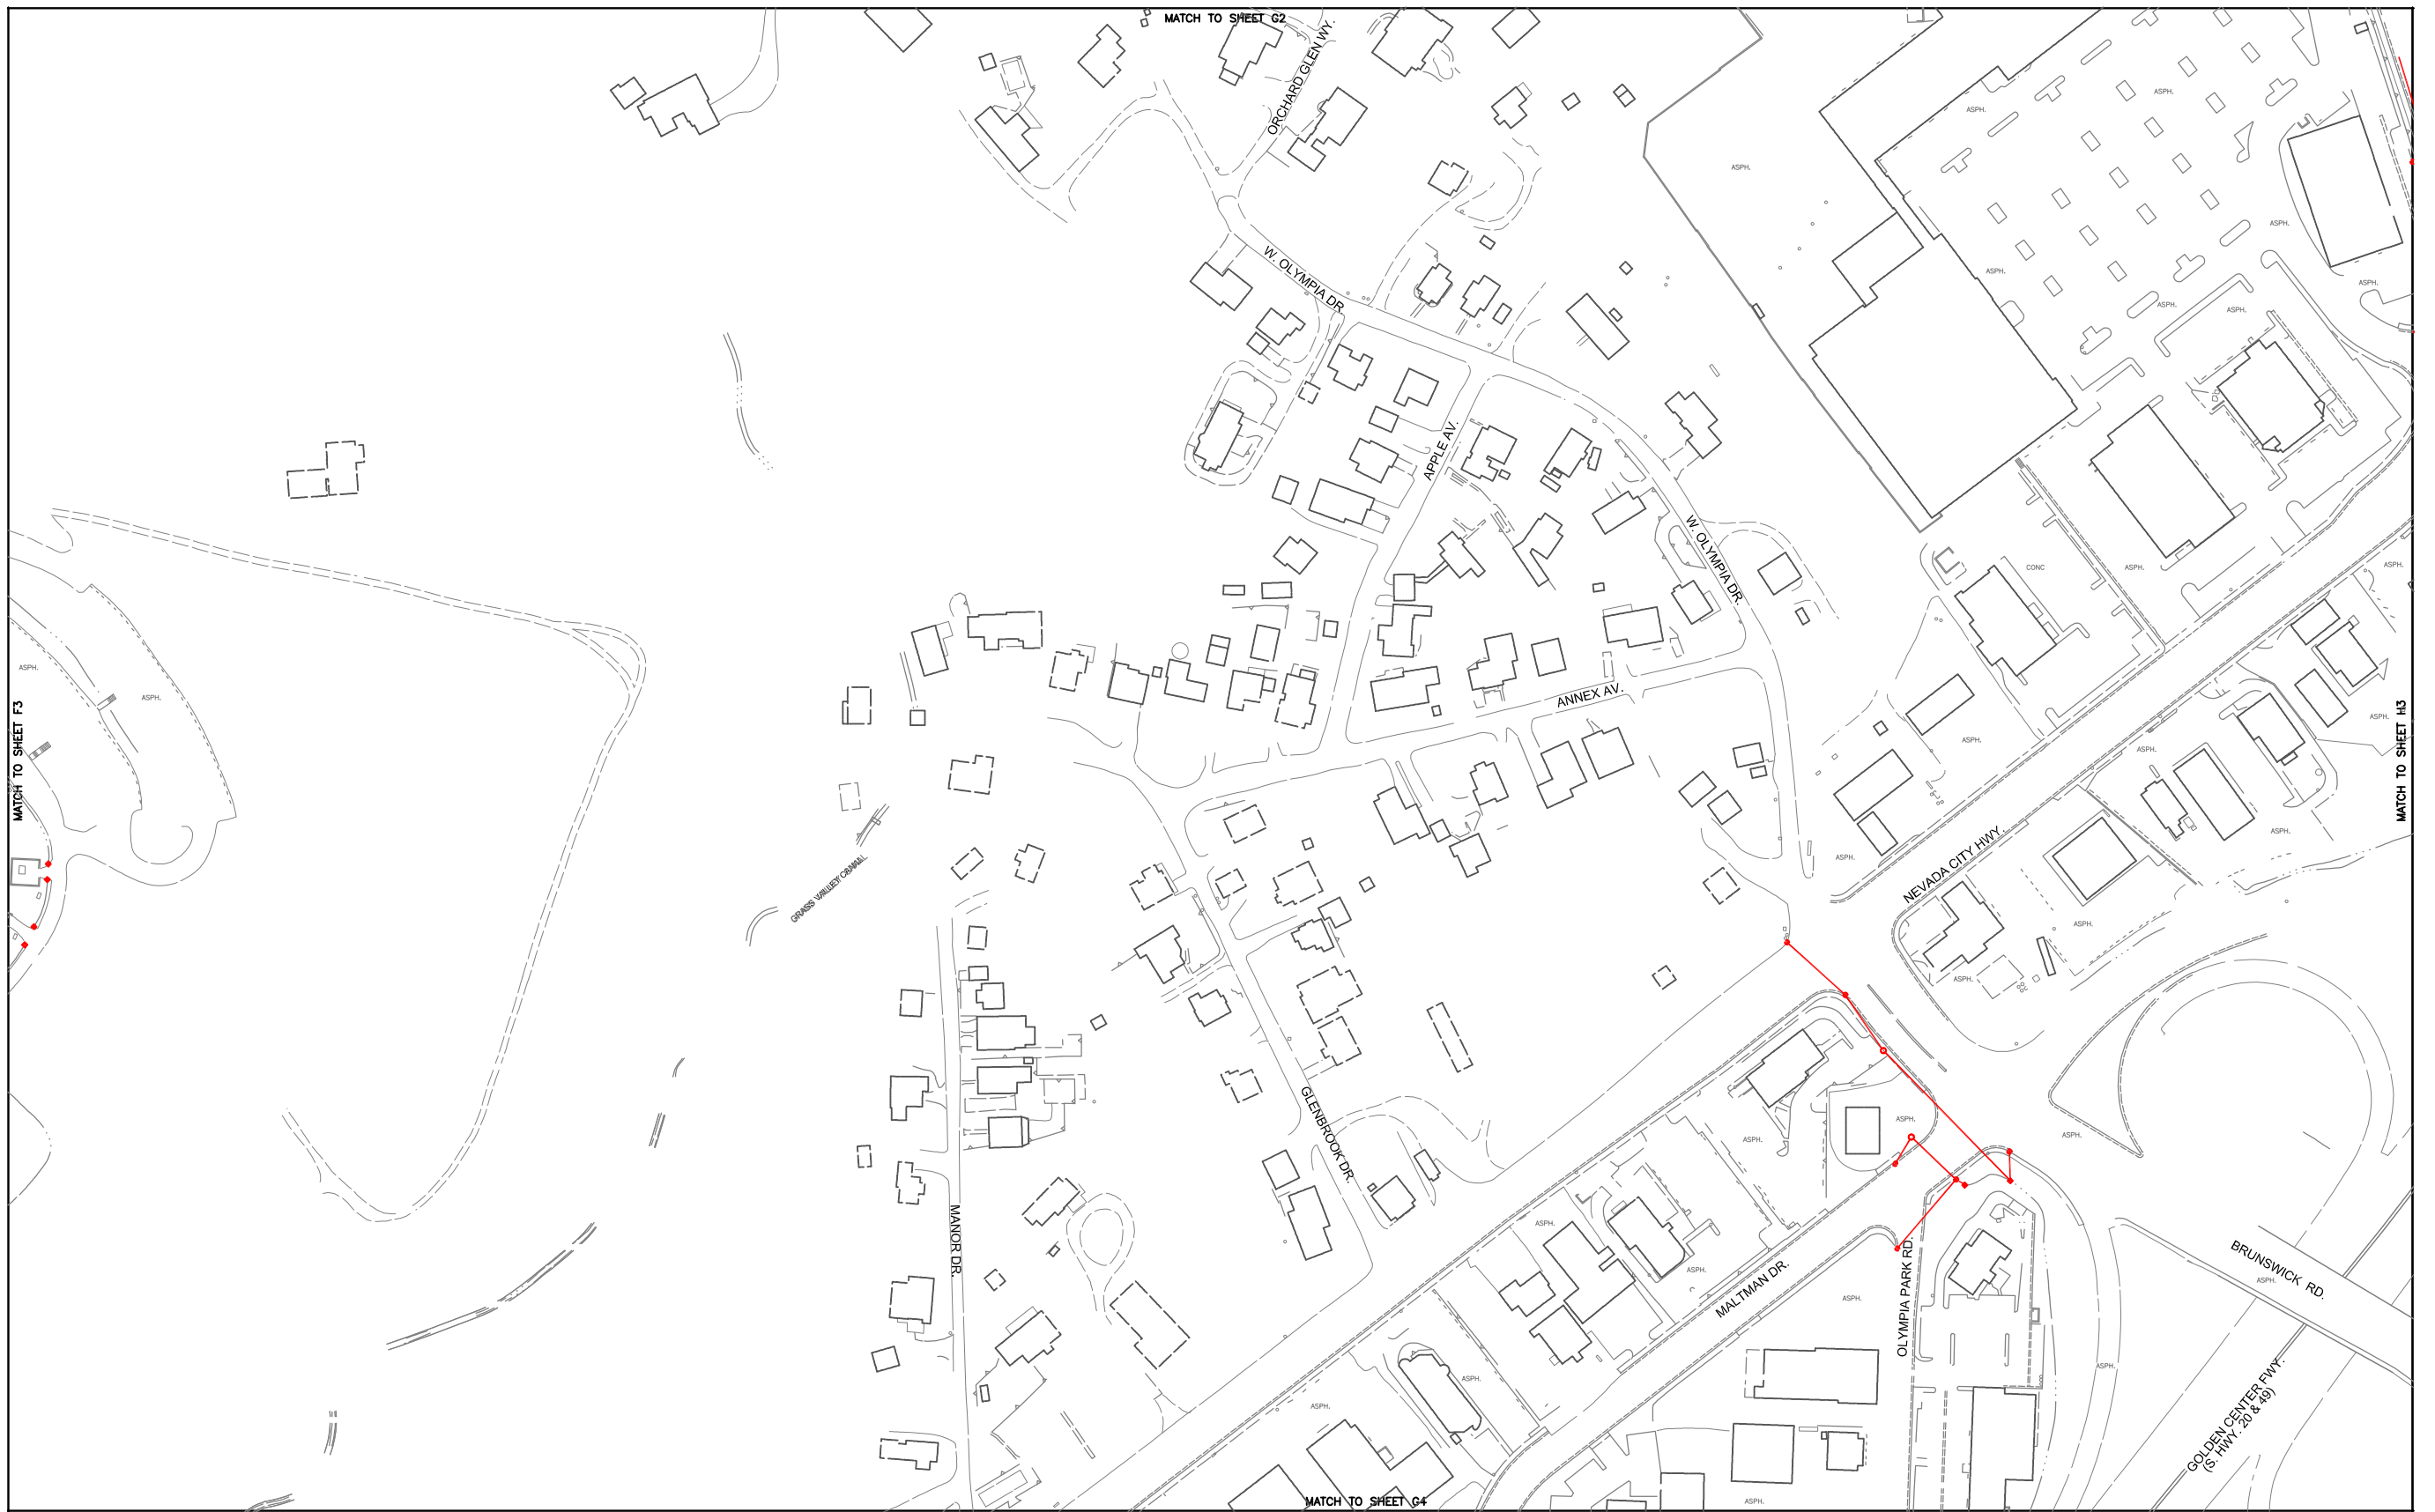 MATCH TO SHEET G2
ORCHARD GLEN WY.
ASPH.
ASPH.
ASPH.
ASPH.
W. OLYMPIA DR.
ASPH.
ASPH.
ASPH.
ASPH.
APPLE AV.
W. OLYMPIA DR.
CONC
ASPH.
ASPH.
ASPH.
ASPH.
MATCH TO SHEET F3
ANNEX AV.
MATCH TO SHEET H3
ASPH.
ASPH.
ASPH.
NEVADA CITY HWY.
ASPH.
ASPH.
GRASS VALLEY CANAL
ASPH.
ASPH.
GLENBROOK DR.
ASPH.
ASPH.
ASPH.
MANOR DR.
ASPH.
OLYMPIA PARK RD.
BRUNSWICK RD.
ASPH.
ASPH.
MALTMAN DR.
ASPH.
ASPH.
ASPH.
GOLDEN CENTER FWY.
(S. HWY. 20 & 49)
ASPH.
ASPH.
MATCH TO SHEET G4